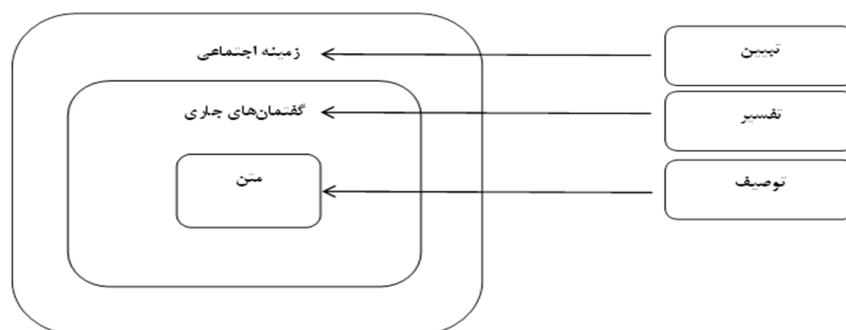 تبیین
زمینه اجتماعی
تفسیر
گفتمان‌های جاری
توصیف
متن